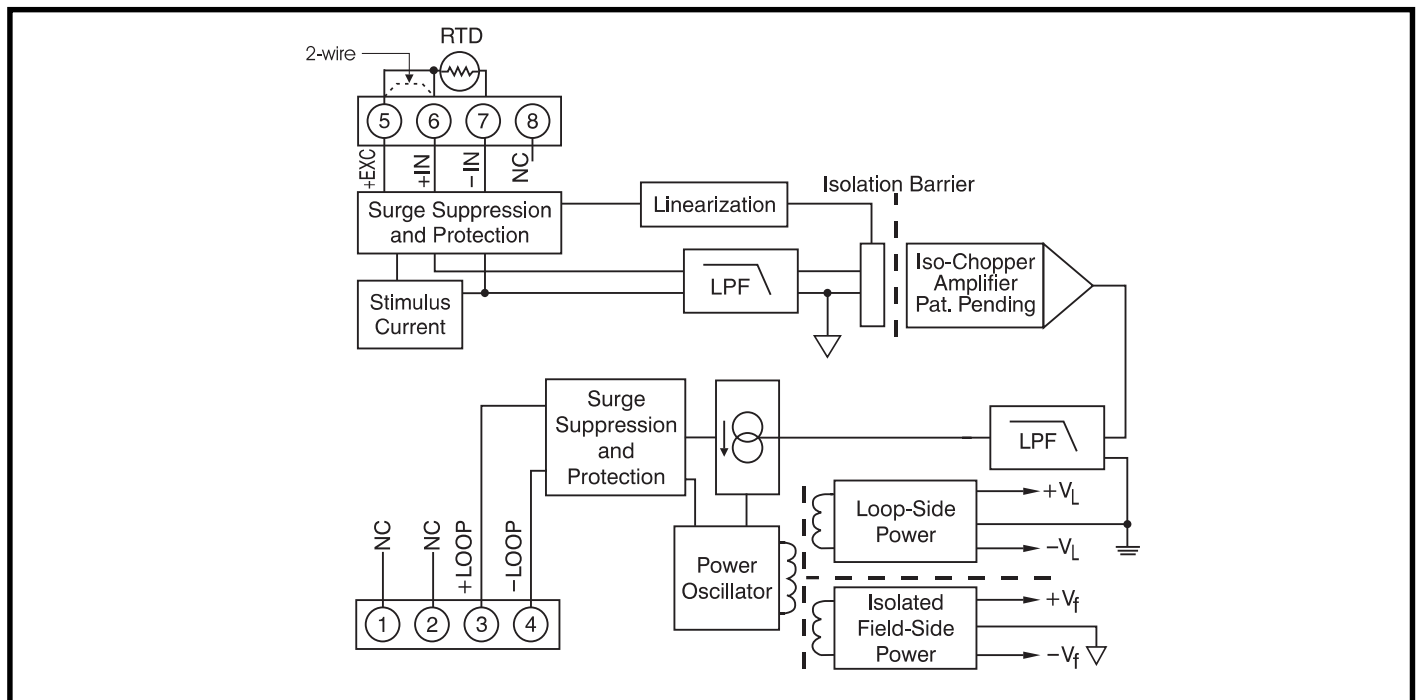 RTD
2-wire
5
6
7
8
+EXC
+IN
–IN
NC
Isolation Barrier
Surge Suppression
and Protection
Linearization
Stimulus
Current
LPF
Iso-Chopper
Amplifier
Pat. Pending
Surge
Suppression
and
Protection
LPF
NC
NC
+LOOP
–LOOP
Power
Oscillator
Loop-Side
Power
+VL
–VL
Isolated
Field-Side
Power
+Vf
–Vf
1
2
3
4